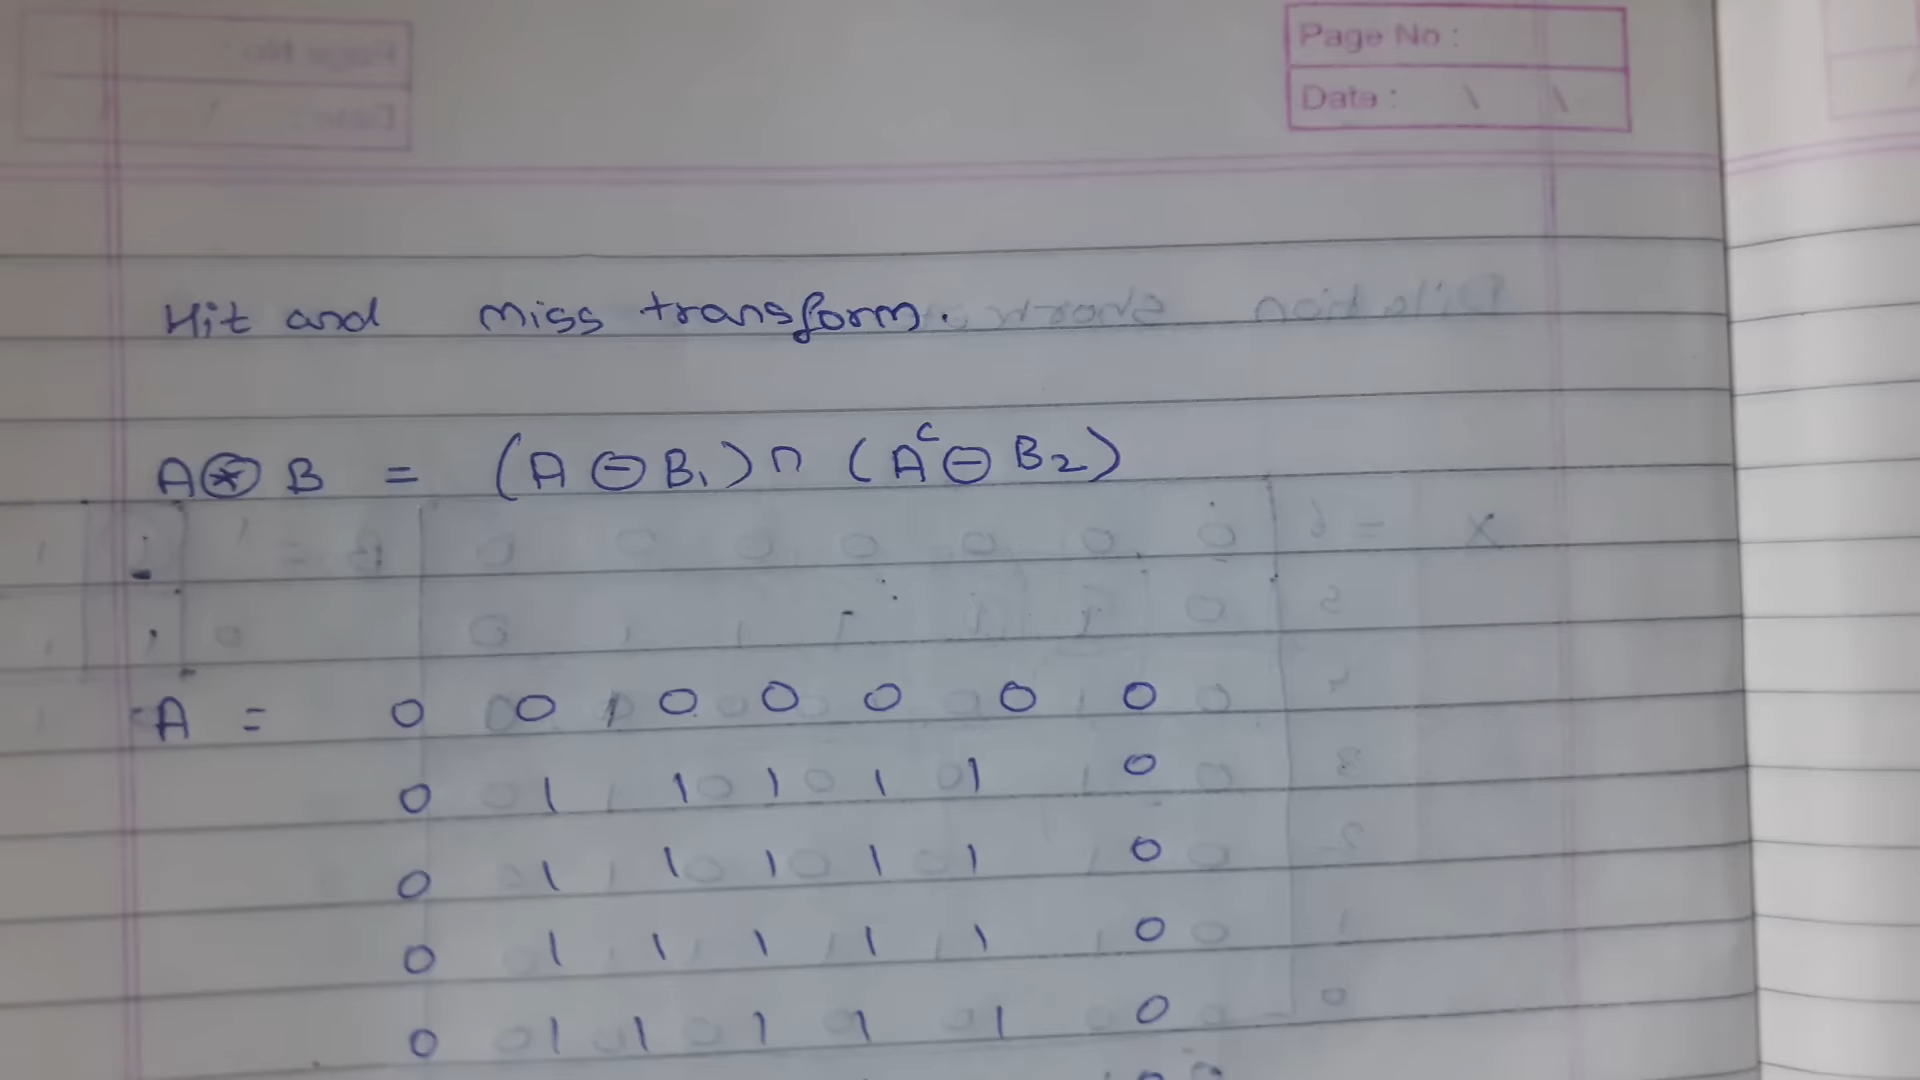 Page No :
Data : \ \
Hit and miss transform.
A⊛B = (A ⊖ B₁) ∩ (Aᶜ ⊖ B₂)
A = 0 0 0 0 0 0 0
0 1 1 1 1 1 0
0 1 1 1 1 1 0
0 1 1 1 1 1 0
0 1 1 1 1 1 0